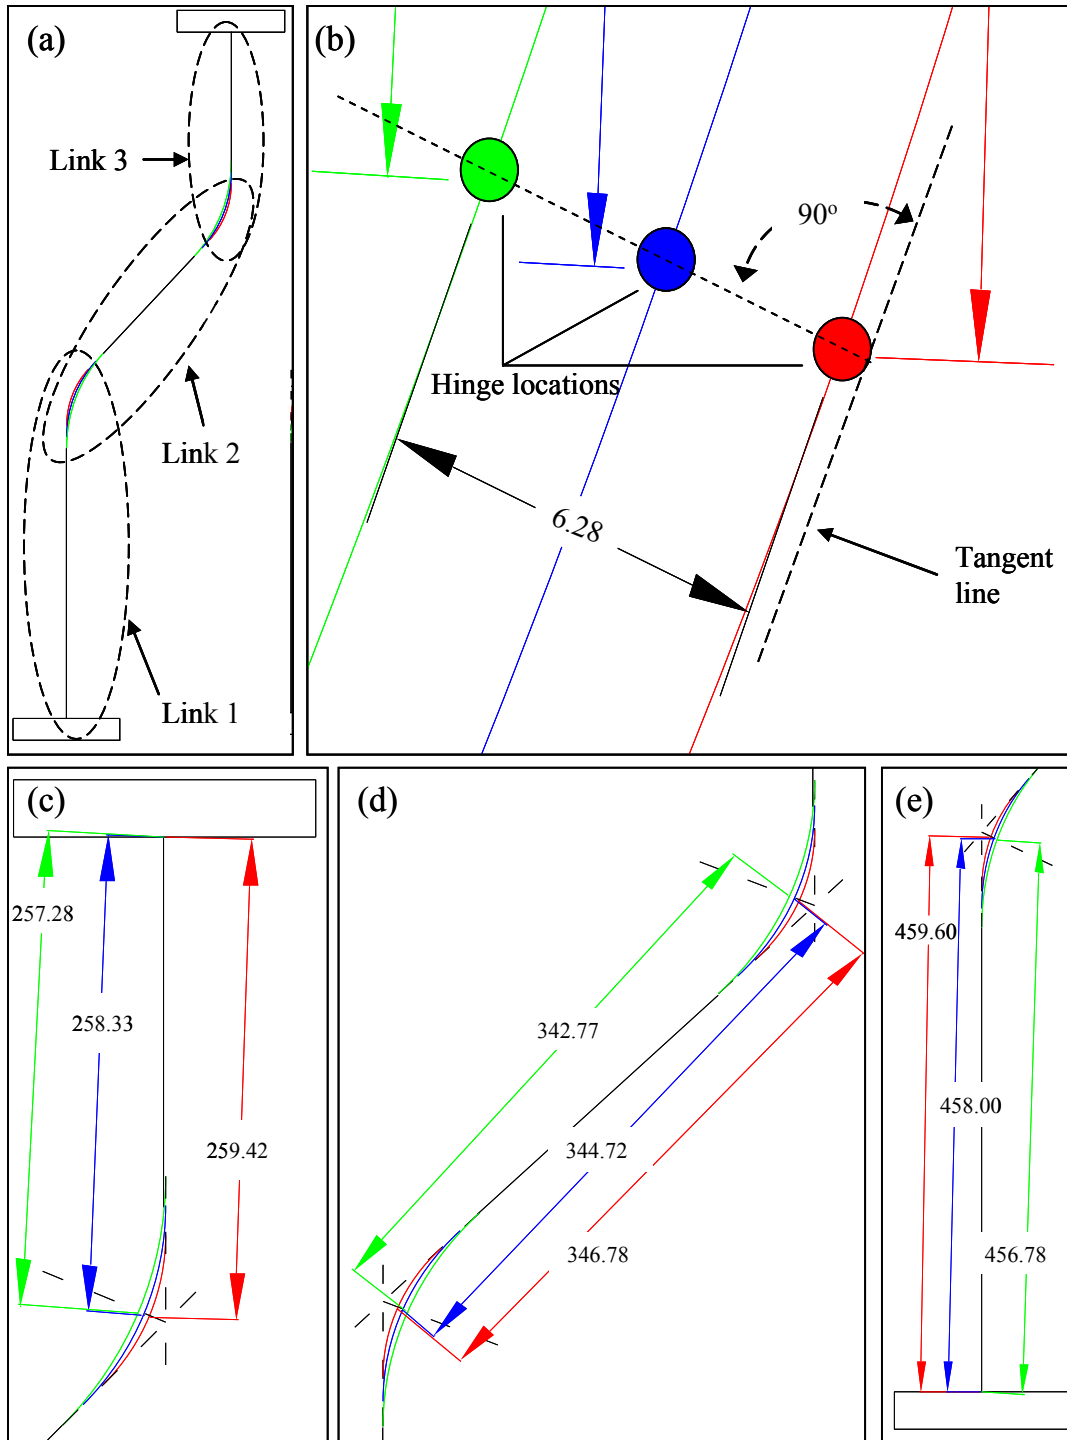 (a)
Link 3
Link 2
Link 1
(b)
90º
Hinge locations
6.28
Tangent
line
(c)
257.28
258.33
259.42
(d)
342.77
344.72
346.78
(e)
459.60
458.00
456.78